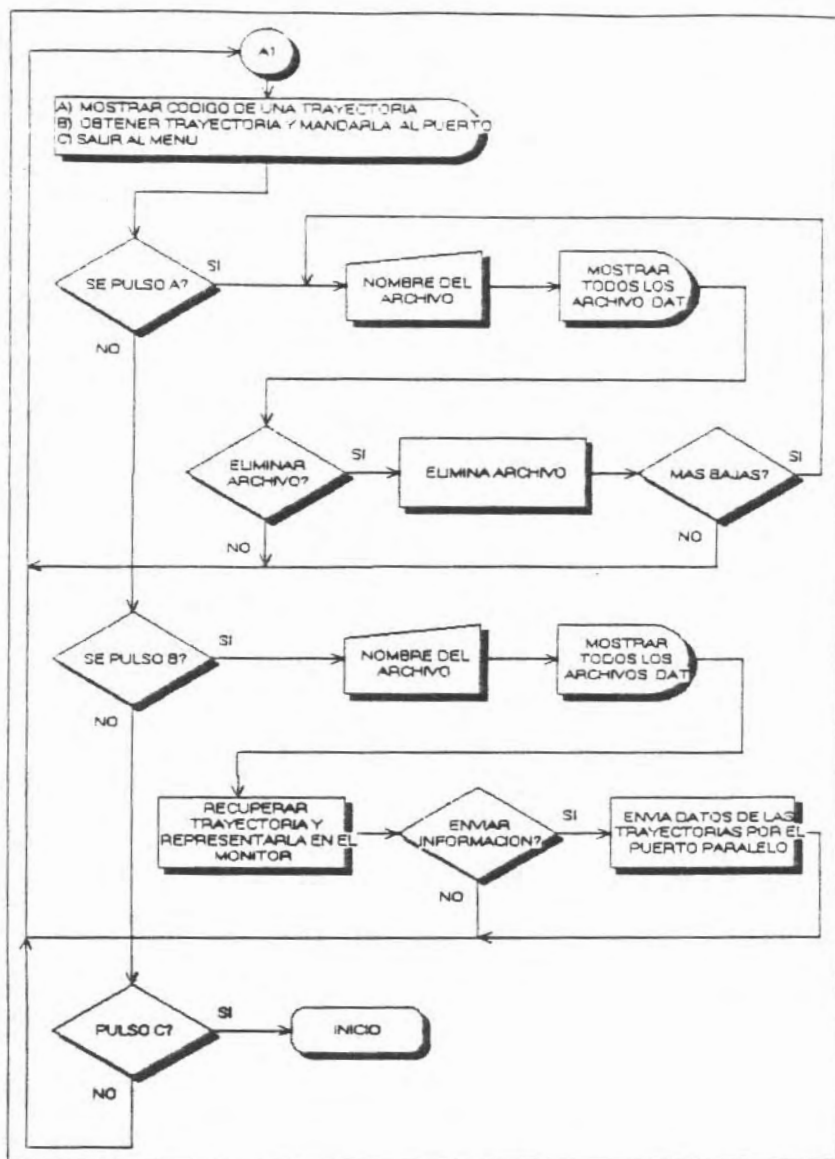 A1
A) MOSTRAR CODIGO DE UNA TRAYECTORIA
B) OBTENER TRAYECTORIA Y MANDARLA AL PUERTO
C) SALIR AL MENU
SE PULSO A?
SI
NO
NOMBRE DEL
ARCHIVO
MOSTRAR
TODOS LOS
ARCHIVO DAT
ELIMINAR
ARCHIVO?
SI
NO
ELIMINA ARCHIVO
MAS BAJAS?
SI
NO
SE PULSO B?
SI
NO
NOMBRE DEL
ARCHIVO
MOSTRAR
TODOS LOS
ARCHIVOS DAT
RECUPERAR
TRAYECTORIA Y
REPRESENTARLA EN EL
MONITOR
ENVIAR
INFORMACION?
SI
NO
ENVIA DATOS DE LAS
TRAYECTORIAS POR EL
PUERTO PARALELO
PULSO C?
SI
NO
INICIO